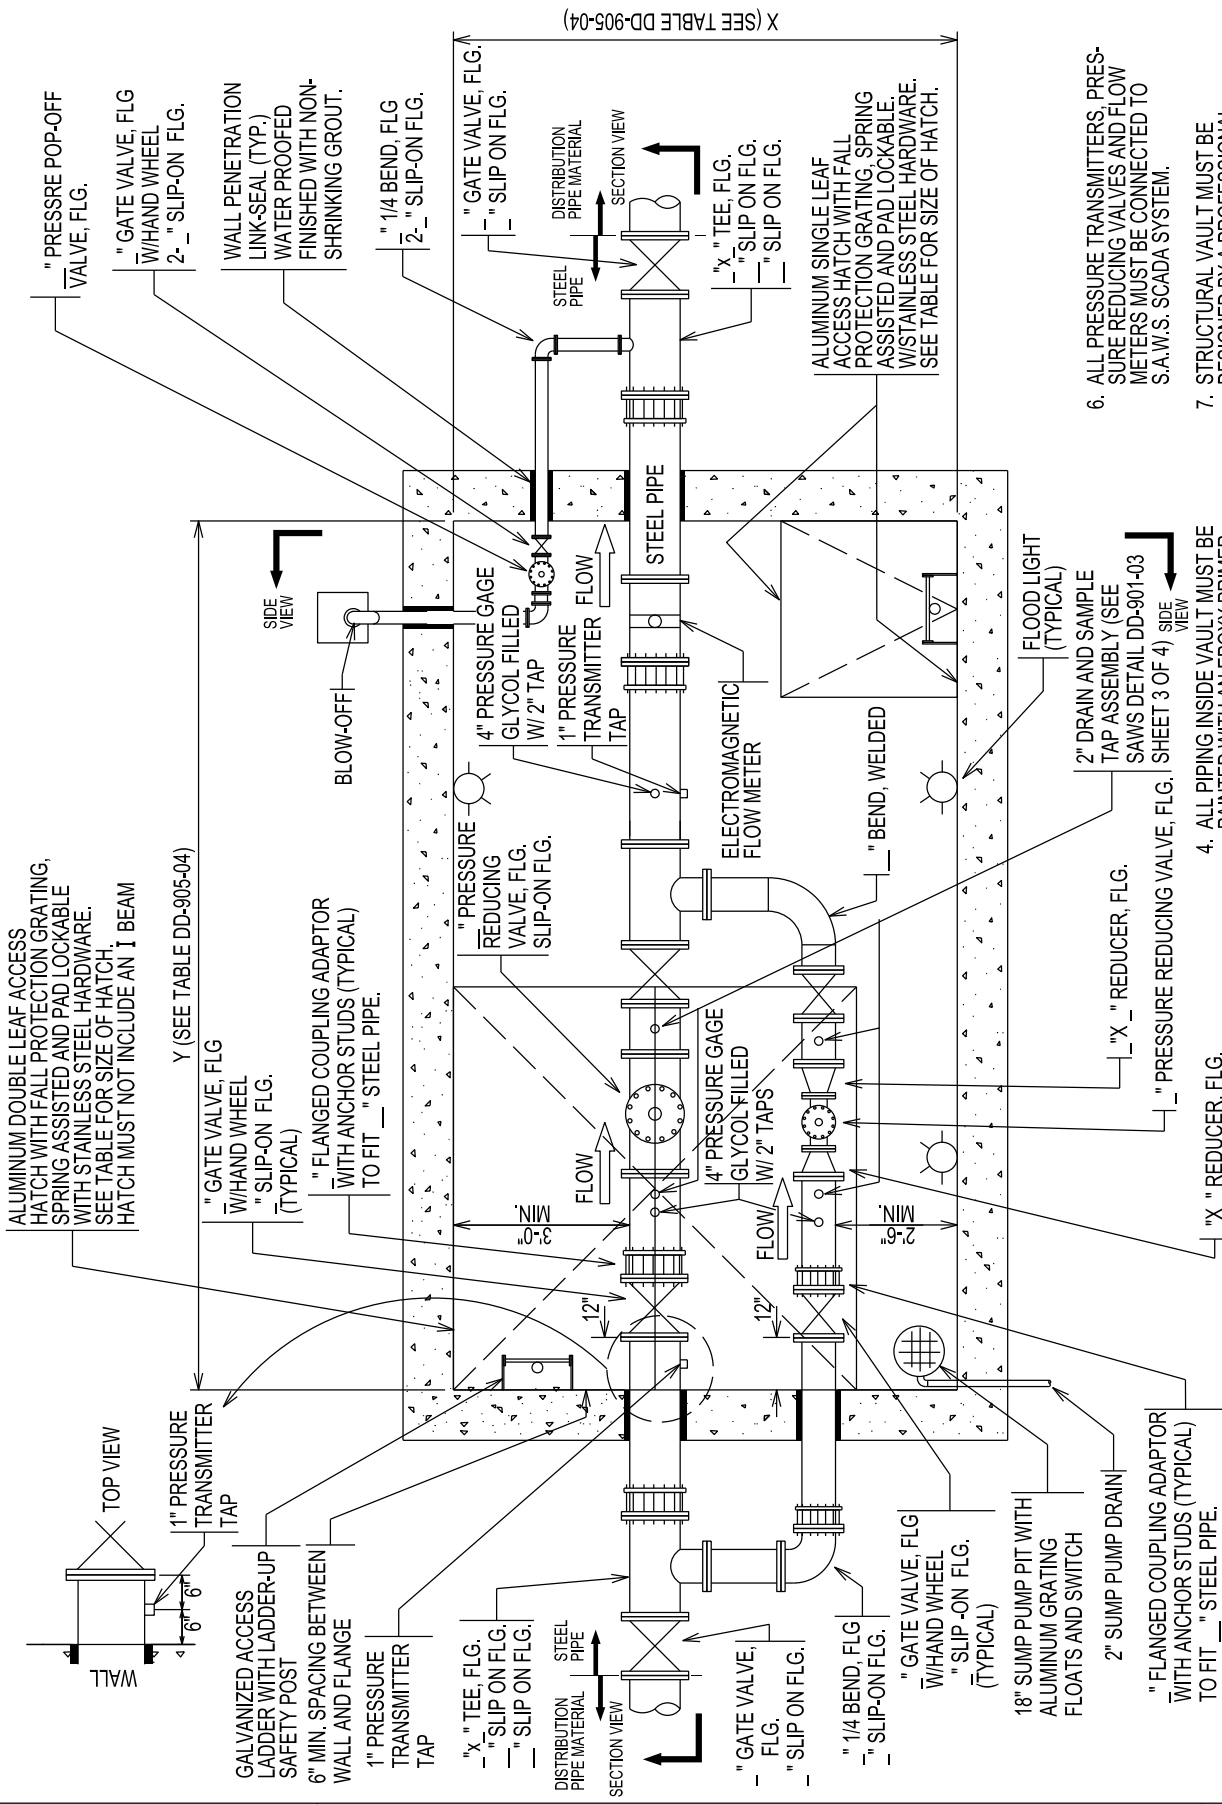 ALUMINUM DOUBLE LEAF ACCESS
HATCH WITH FALL PROTECTION GRATING,
SPRING ASSISTED AND PAD LOCKABLE
WITH STAINLESS STEEL HARDWARE.
SEE TABLE FOR SIZE OF HATCH.
HATCH MUST NOT INCLUDE AN I BEAM
Y (SEE TABLE DD-905-04)
_" GATE VALVE, FLG
W/HAND WHEEL
_" SLIP-ON FLG.
(TYPICAL)
_" FLANGED COUPLING ADAPTOR
WITH ANCHOR STUDS (TYPICAL)
TO FIT _" STEEL PIPE.
_" PRESSURE
REDUCING
VALVE, FLG.
SLIP-ON FLG.
BLOW-OFF
SIDE
VIEW
4" PRESSURE GAGE
GLYCOL FILLED
W/ 2" TAP
1" PRESSURE
TRANSMITTER
TAP
FLOW
_" PRESSRE POP-OFF
VALVE, FLG.
_" GATE VALVE, FLG
W/HAND WHEEL
2-_" SLIP-ON FLG.
WALL PENETRATION
LINK-SEAL (TYP.)
WATER PROOFED
FINISHED WITH NON-
SHRINKING GROUT.
_" 1/4 BEND, FLG
2-_" SLIP-ON FLG.
_" GATE VALVE, FLG.
_" SLIP ON FLG.
X (SEE TABLE DD-905-04)
TOP VIEW
WALL
6" 6"
1" PRESSURE
TRANSMITTER
TAP
GALVANIZED ACCESS
LADDER WITH LADDER-UP
SAFETY POST
6" MIN. SPACING BETWEEN
WALL AND FLANGE
1" PRESSURE
TRANSMITTER
TAP
_"x_" TEE, FLG.
_" SLIP ON FLG.
_" SLIP ON FLG.
DISTRIBUTION
PIPE MATERIAL
STEEL
PIPE
SECTION VIEW
_" GATE VALVE,
FLG.
_" SLIP ON FLG.
_" 1/4 BEND, FLG
_" SLIP-ON FLG.
_" GATE VALVE, FLG
W/HAND WHEEL
_" SLIP -ON FLG.
(TYPICAL)
18" SUMP PUMP PIT WITH
ALUMINUM GRATING
FLOATS AND SWITCH
2" SUMP PUMP DRAIN
_" FLANGED COUPLING ADAPTOR
WITH ANCHOR STUDS (TYPICAL)
TO FIT _" STEEL PIPE.
3'-0"
MIN.
2'-6"
MIN.
12"
12"
FLOW
FLOW
4" PRESSURE GAGE
GLYCOL FILLED
W/ 2" TAPS
ELECTROMAGNETIC
FLOW METER
_" BEND, WELDED
STEEL PIPE
STEEL
PIPE
DISTRIBUTION
PIPE MATERIAL
SECTION VIEW
_"x_" TEE, FLG.
_" SLIP ON FLG.
_" SLIP ON FLG.
ALUMINUM SINGLE LEAF
ACCESS HATCH WITH FALL
PROTECTION GRATING, SPRING
ASSISTED AND PAD LOCKABLE.
W/STAINLESS STEEL HARDWARE.
SEE TABLE FOR SIZE OF HATCH.
FLOOD LIGHT
(TYPICAL)
2" DRAIN AND SAMPLE
TAP ASSEMBLY (SEE
SAWS DETAIL DD-901-03
SHEET 3 OF 4)
SIDE
VIEW
_"X_" REDUCER, FLG.
_" PRESSURE REDUCING VALVE, FLG.
_"X_" REDUCER, FLG.
4. ALL PIPING INSIDE VAULT MUST BE
PAINTED WITH AN EPOXY PRIMER
6. ALL PRESSURE TRANSMITTERS, PRES-
SURE REDUCING VALVES AND FLOW
METERS MUST BE CONNECTED TO
S.A.W.S. SCADA SYSTEM.
7. STRUCTURAL VAULT MUST BE
DESIGNED BY A PROFESSIONAL